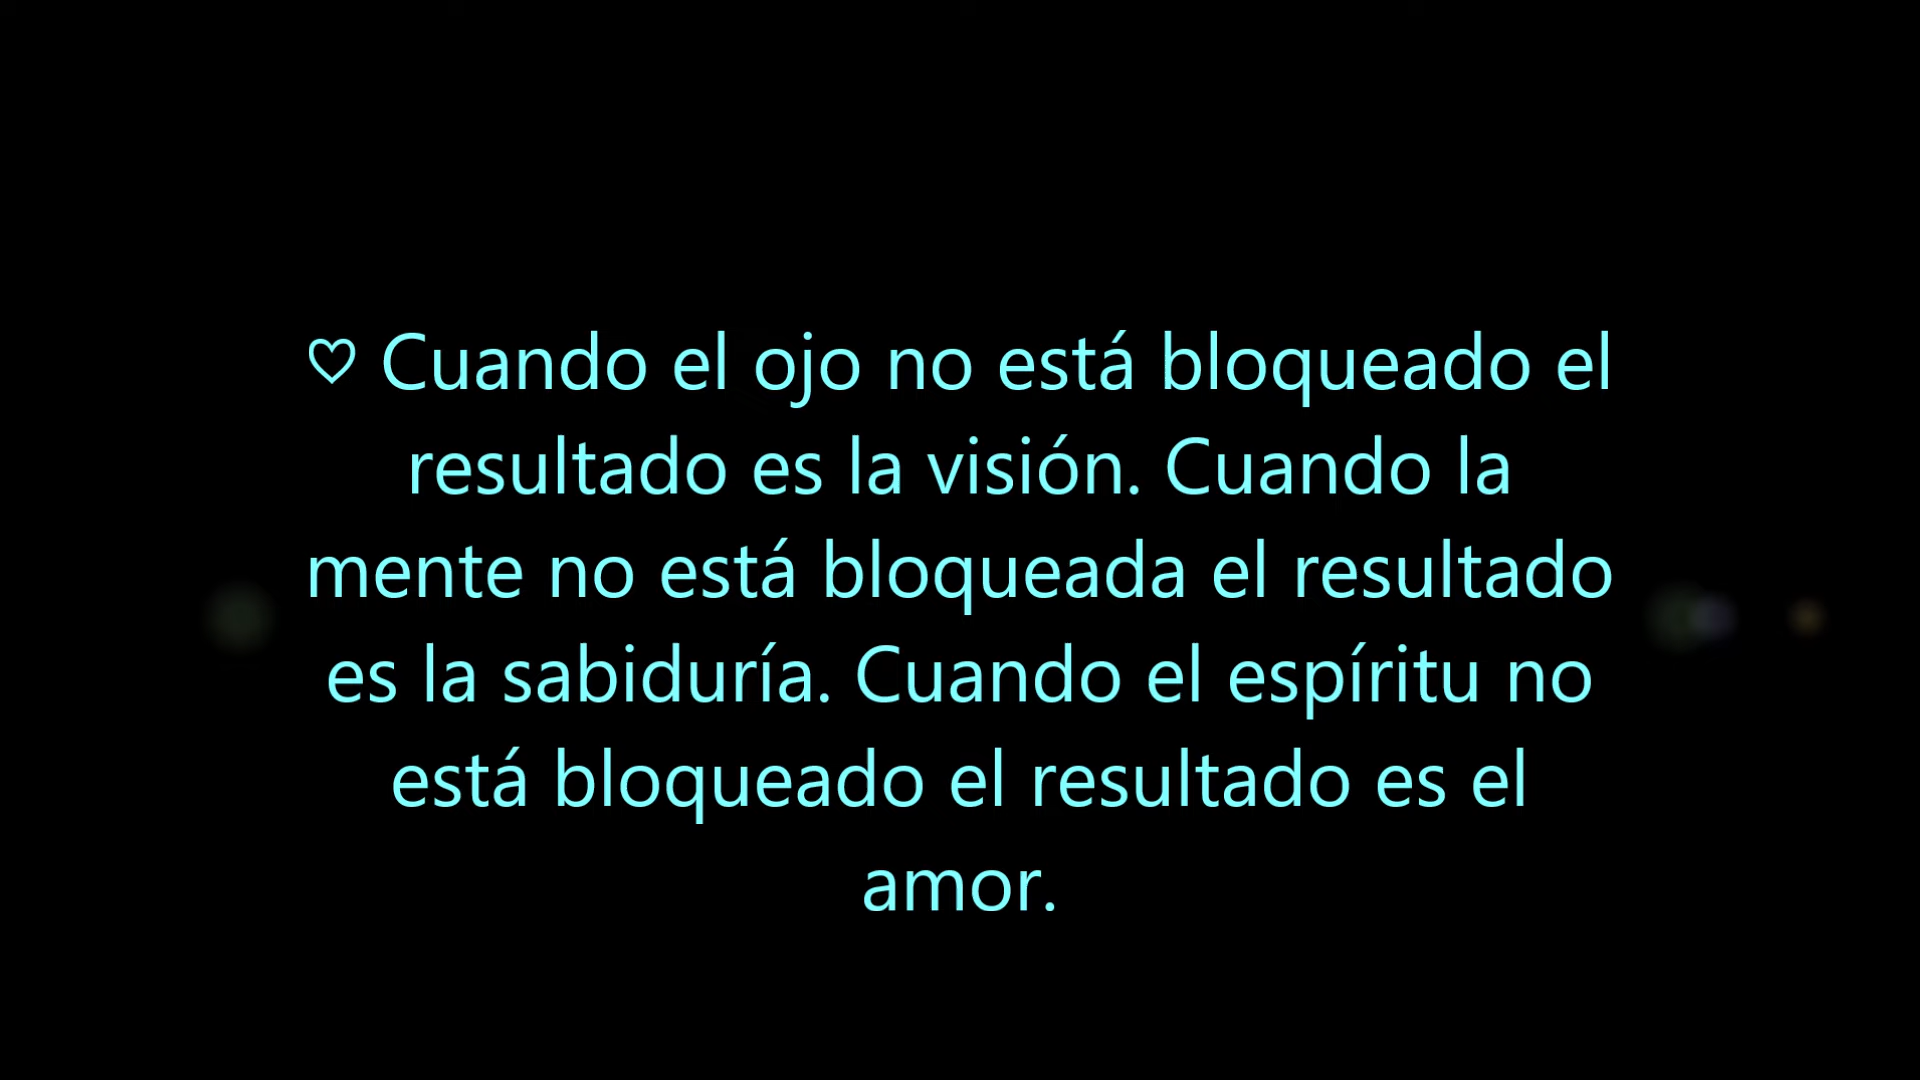 ♡ Cuando el ojo no está bloqueado el
resultado es la visión. Cuando la
mente no está bloqueada el resultado
es la sabiduría. Cuando el espíritu no
está bloqueado el resultado es el
amor.